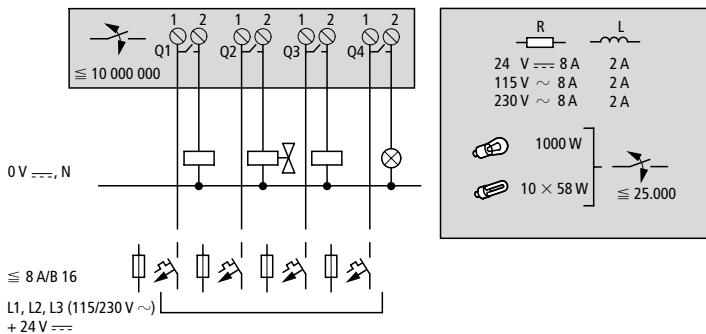 1 2 1 2 1 2 1 2
Q1 Q2 Q3 Q4
≦ 10 000 000
0 V ⎓, N
≦ 8 A/B 16
L1, L2, L3 (115/230 V ∼)
+ 24 V ⎓
R L
24 V ⎓ 8 A 2 A
115 V ∼ 8 A 2 A
230 V ∼ 8 A 2 A
1000 W
10 × 58 W
≦ 25.000